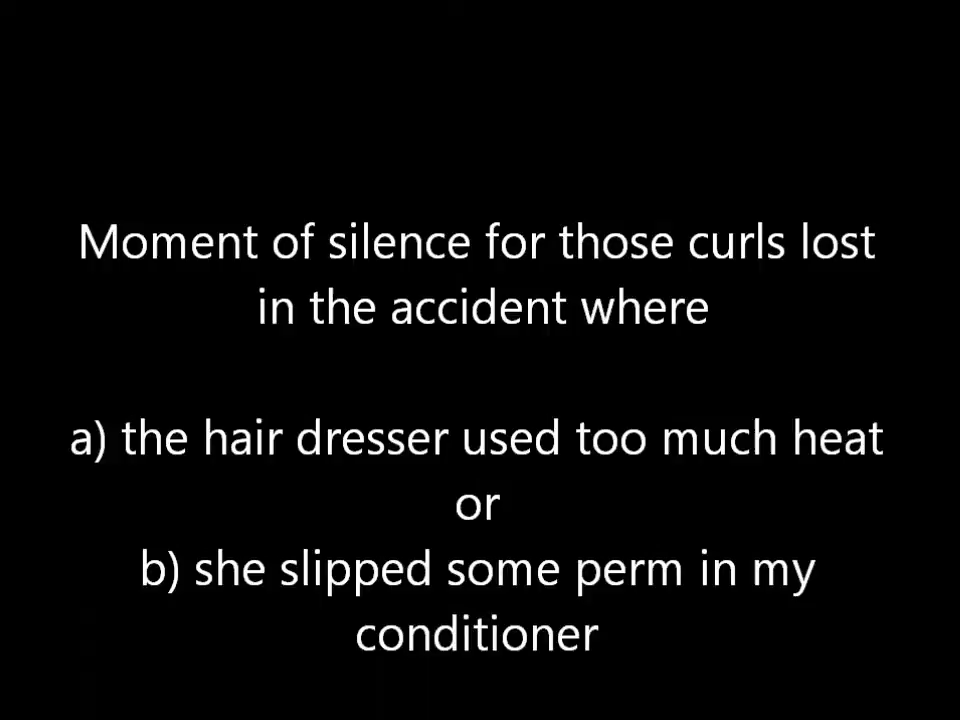 Moment of silence for those curls lost
in the accident where
a) the hair dresser used too much heat
or
b) she slipped some perm in my
conditioner